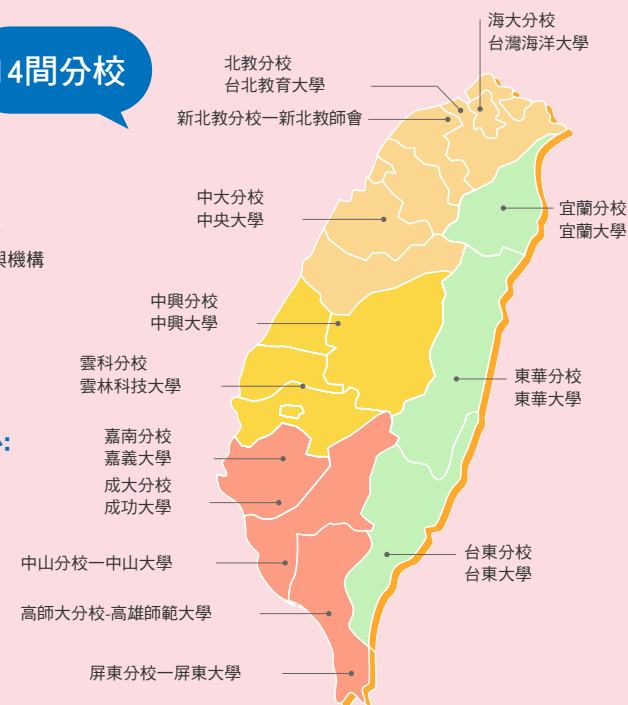 14間分校
海大分校
台灣海洋大學
北教分校
台北教育大學
新北教分校一新北教師會
中大分校
中央大學
宜蘭分校
宜蘭大學
與機構
中興分校
中興大學
雲科分校
雲林科技大學
東華分校
東華大學
嘉南分校
嘉義大學
成大分校
成功大學
台東分校
台東大學
中山分校一中山大學
高師大分校-高雄師範大學
屏東分校一屏東大學